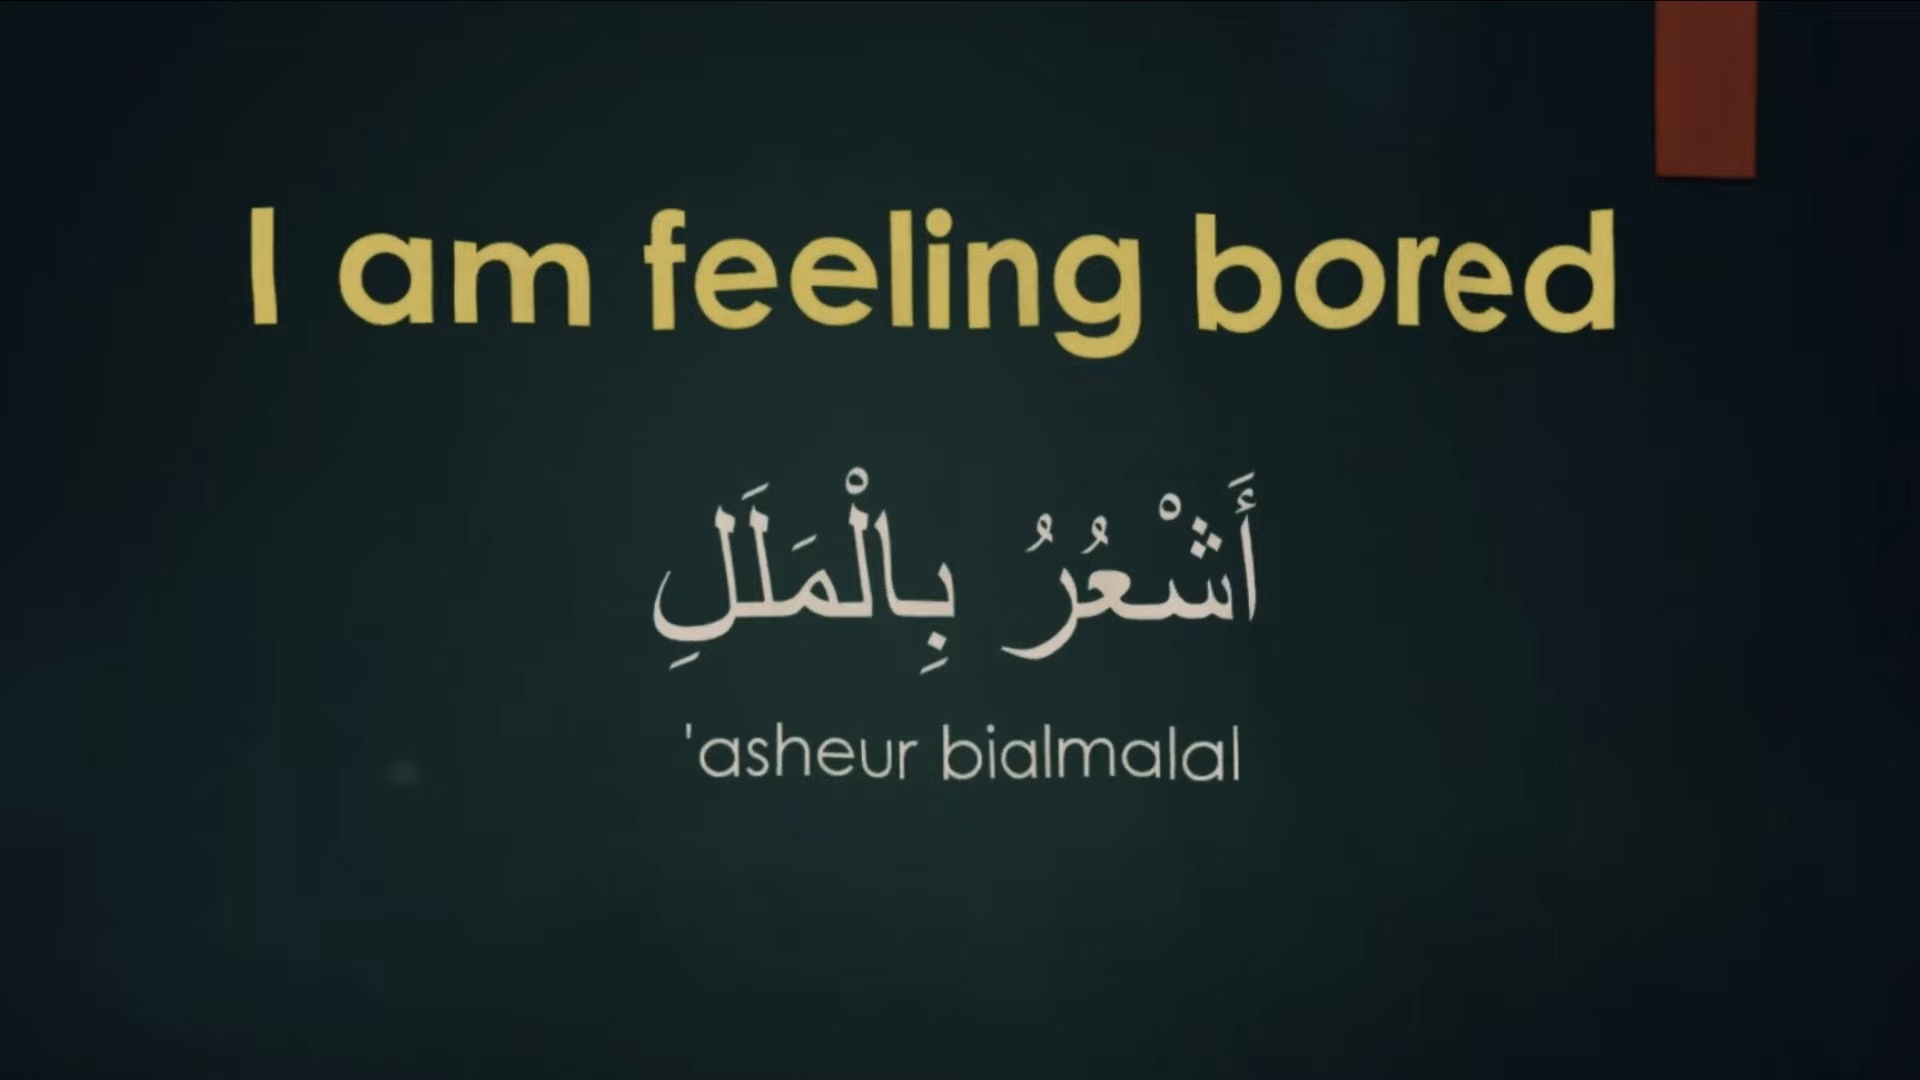 I am feeling bored
أَشْعُرُ بِالْمَلَلِ
'asheur bialmalal